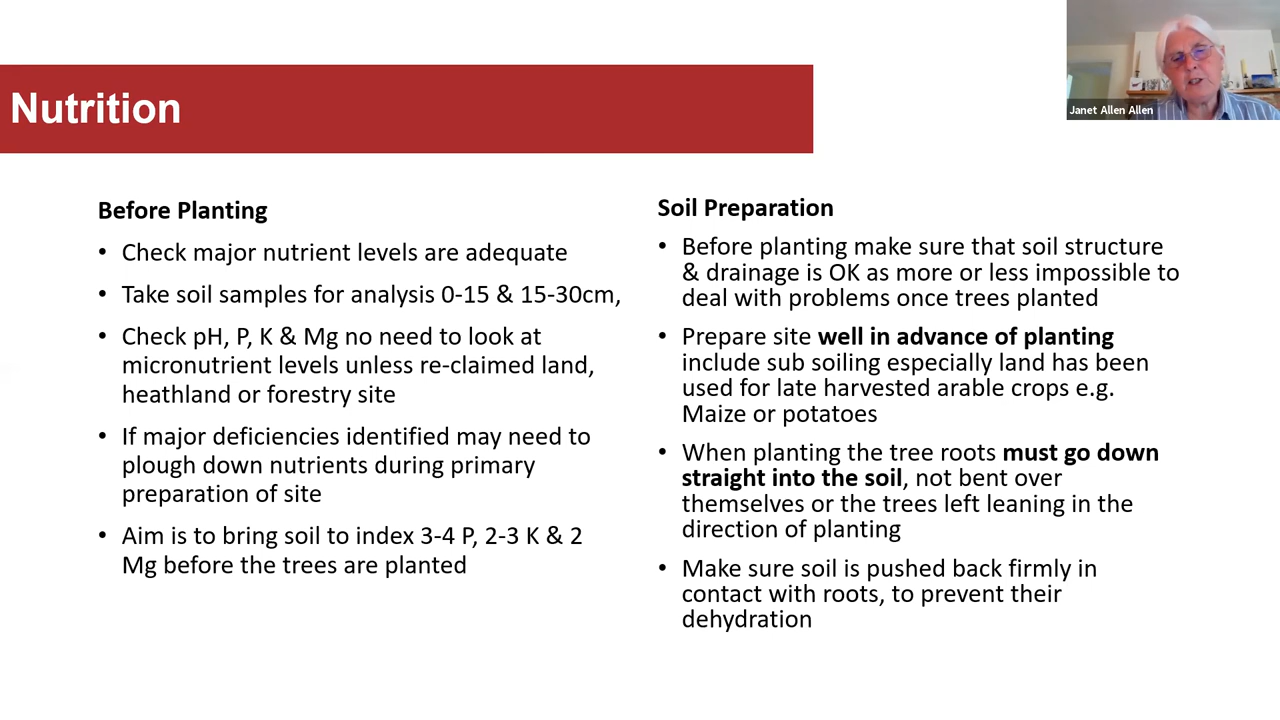 Nutrition
Janet Allen Allen
Before Planting
• Check major nutrient levels are adequate
• Take soil samples for analysis 0-15 & 15-30cm,
• Check pH, P, K & Mg no need to look at
micronutrient levels unless re-claimed land,
heathland or forestry site
• If major deficiencies identified may need to
plough down nutrients during primary
preparation of site
• Aim is to bring soil to index 3-4 P, 2-3 K & 2
Mg before the trees are planted
Soil Preparation
• Before planting make sure that soil structure
& drainage is OK as more or less impossible to
deal with problems once trees planted
• Prepare site well in advance of planting
include sub soiling especially land has been
used for late harvested arable crops e.g.
Maize or potatoes
• When planting the tree roots must go down
straight into the soil, not bent over
themselves or the trees left leaning in the
direction of planting
• Make sure soil is pushed back firmly in
contact with roots, to prevent their
dehydration